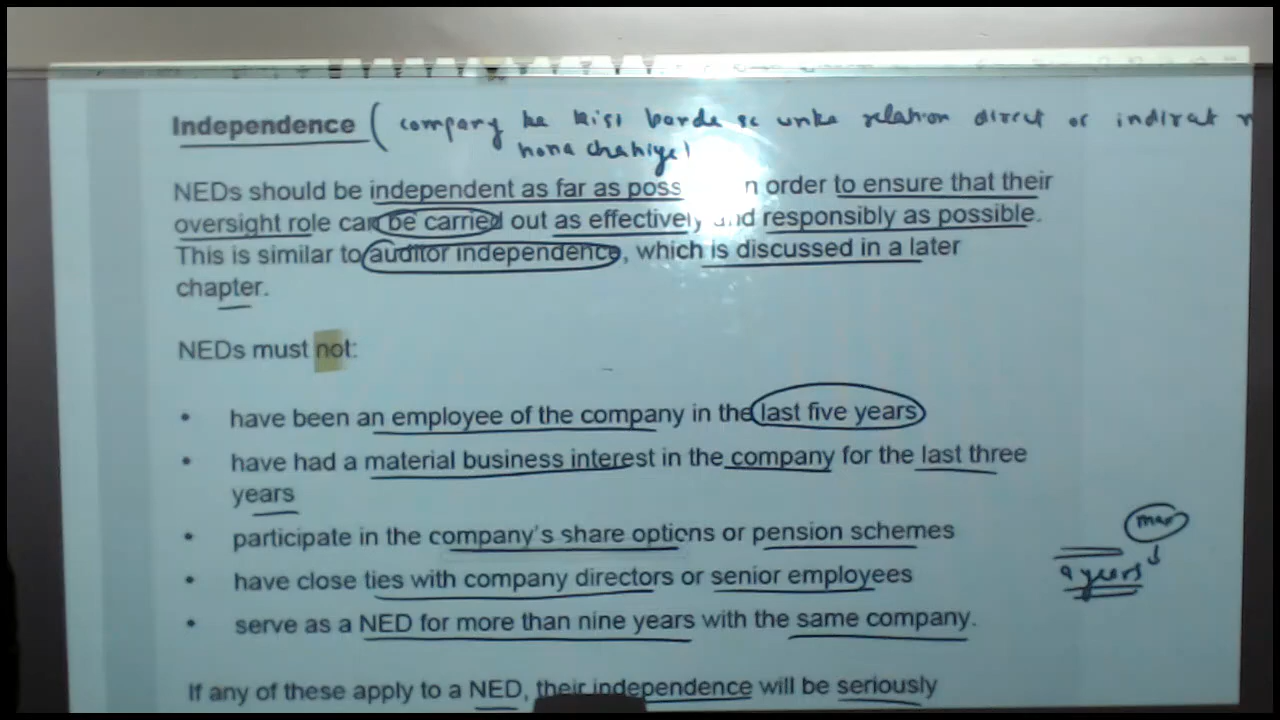 Independence ( company ke kisi bande se unke relation direct or indirect
hona chahiye)
NEDs should be independent as far as poss n order to ensure that their
oversight role can be carried out as effectively and responsibly as possible.
This is similar to auditor independence, which is discussed in a later
chapter.
NEDs must not:
• have been an employee of the company in the last five years
• have had a material business interest in the company for the last three
years
• participate in the company's share options or pension schemes
max
• have close ties with company directors or senior employees
9 years
• serve as a NED for more than nine years with the same company.
If any of these apply to a NED, their independence will be seriously